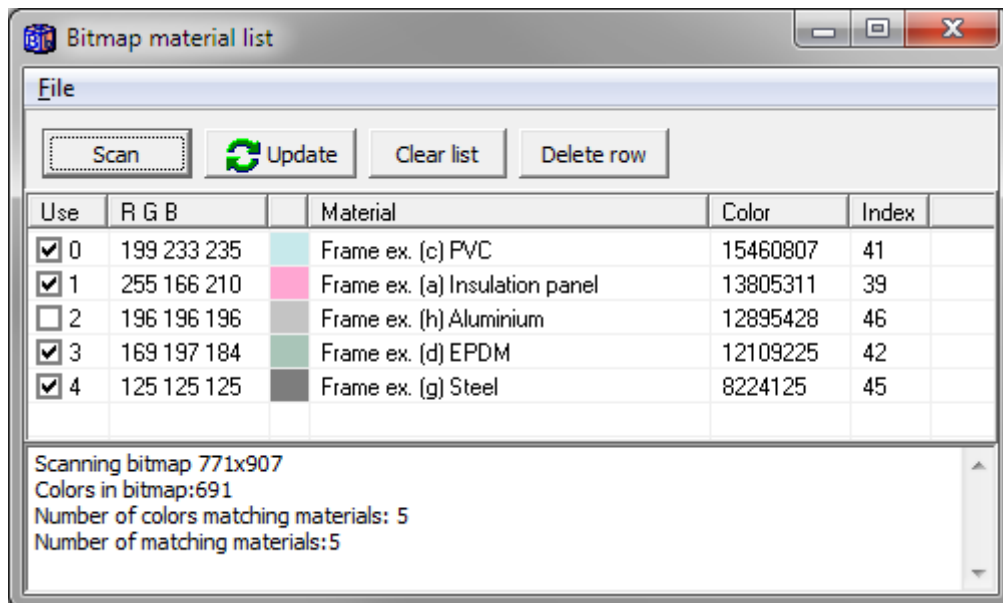 Bitmap material list
File
Scan Update Clear list Delete row
Use R G B Material Color Index
0 199 233 235 Frame ex. (c) PVC 15460807 41
1 255 166 210 Frame ex. (a) Insulation panel 13805311 39
2 196 196 196 Frame ex. (h) Aluminium 12895428 46
3 169 197 184 Frame ex. (d) EPDM 12109225 42
4 125 125 125 Frame ex. (g) Steel 8224125 45
Scanning bitmap 771x907
Colors in bitmap:691
Number of colors matching materials: 5
Number of matching materials:5